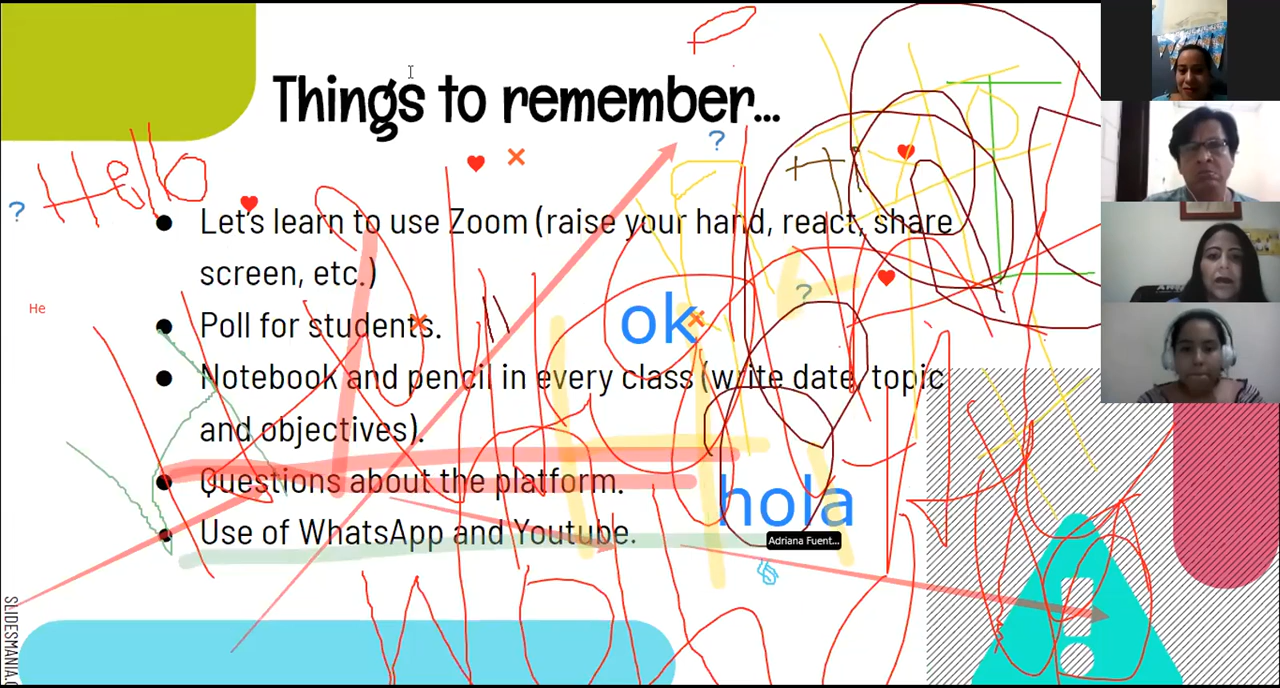 Things to remember...
?
Hello
?
● Let's learn to use Zoom (raise your hand, react, share
screen, etc.)
?
He
ok
● Poll for students.
● Notebook and pencil in every class (write date, topic
and objectives).
● Questions about the platform.
hola
● Use of WhatsApp and Youtube.
Adriana Fuent...
SLIDESMANIA.C